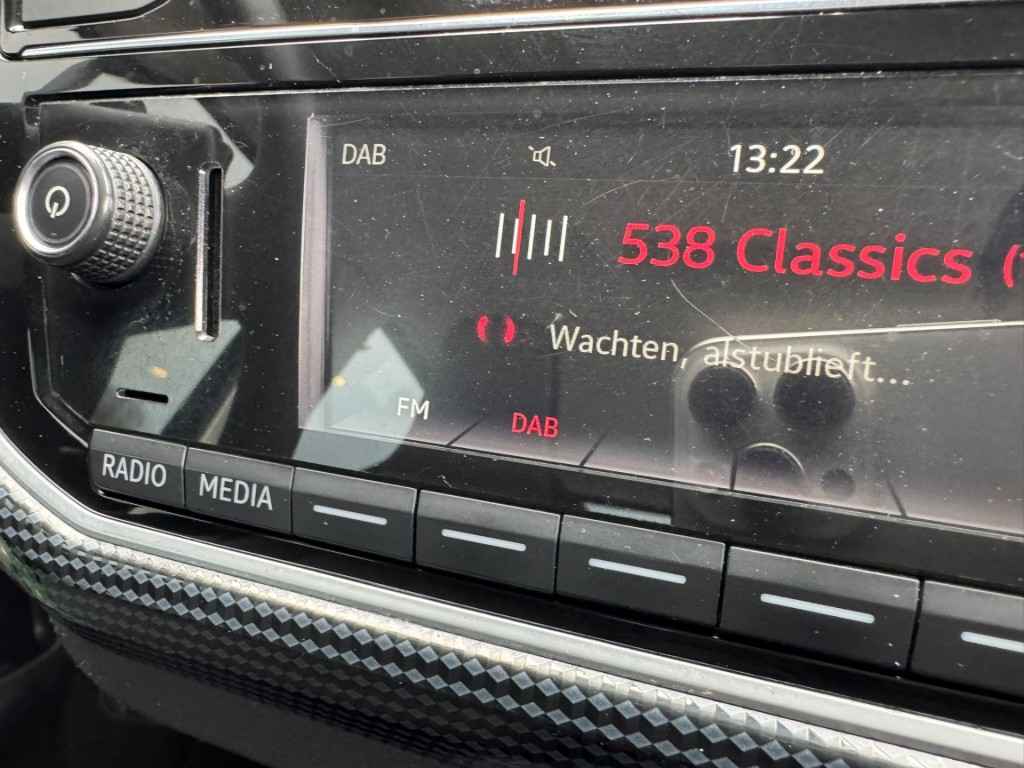 DAB 13:22
538 Classics
Wachten, alstublieft...
FM DAB
RADIO MEDIA